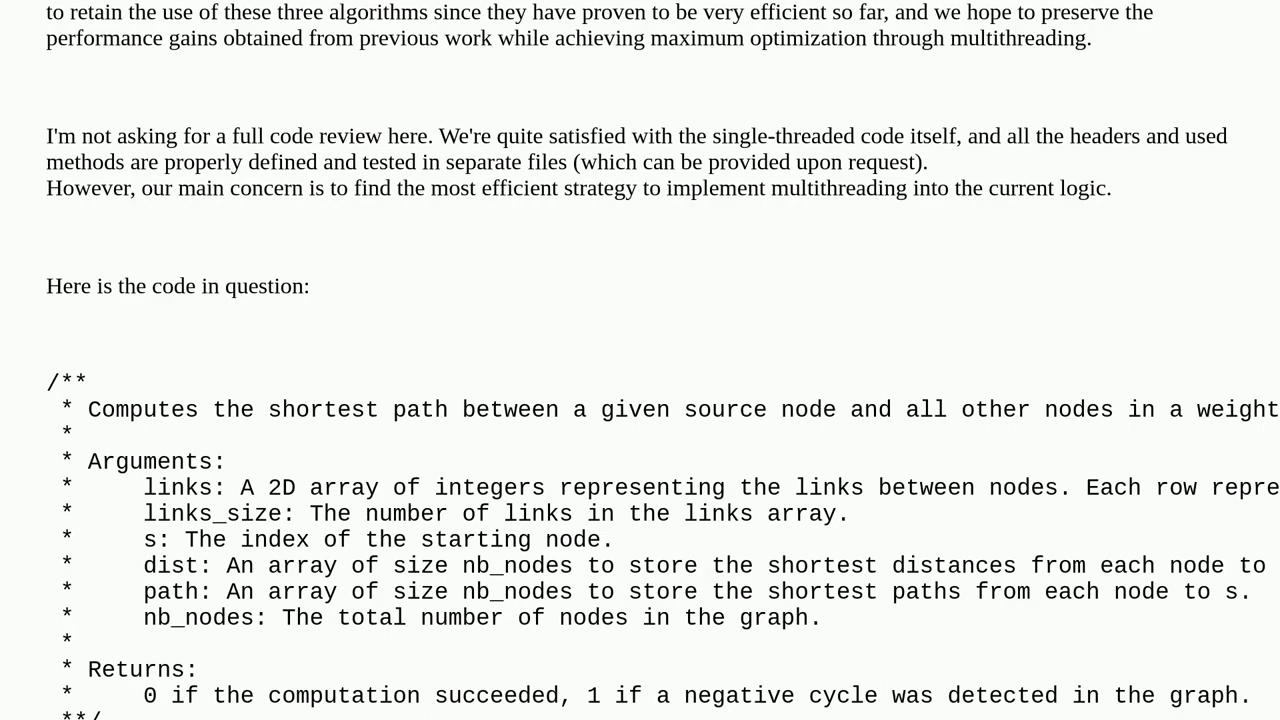 to retain the use of these three algorithms since they have proven to be very efficient so far, and we hope to preserve the
performance gains obtained from previous work while achieving maximum optimization through multithreading.
I'm not asking for a full code review here. We're quite satisfied with the single-threaded code itself, and all the headers and used
methods are properly defined and tested in separate files (which can be provided upon request).
However, our main concern is to find the most efficient strategy to implement multithreading into the current logic.
Here is the code in question:
/**
 * Computes the shortest path between a given source node and all other nodes in a weight
 *
 * Arguments:
 *     links: A 2D array of integers representing the links between nodes. Each row repre
 *     links_size: The number of links in the links array.
 *     s: The index of the starting node.
 *     dist: An array of size nb_nodes to store the shortest distances from each node to
 *     path: An array of size nb_nodes to store the shortest paths from each node to s.
 *     nb_nodes: The total number of nodes in the graph.
 *
 * Returns:
 *     0 if the computation succeeded, 1 if a negative cycle was detected in the graph.
 **/